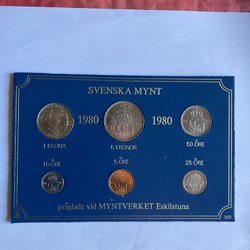 SVENSKA MYNT
1980 1980
1 KRONA 5 KRONOR 50 ÖRE
10 ÖRE 5 ÖRE 25 ÖRE
präglade vid MYNTVERKET Eskilstuna